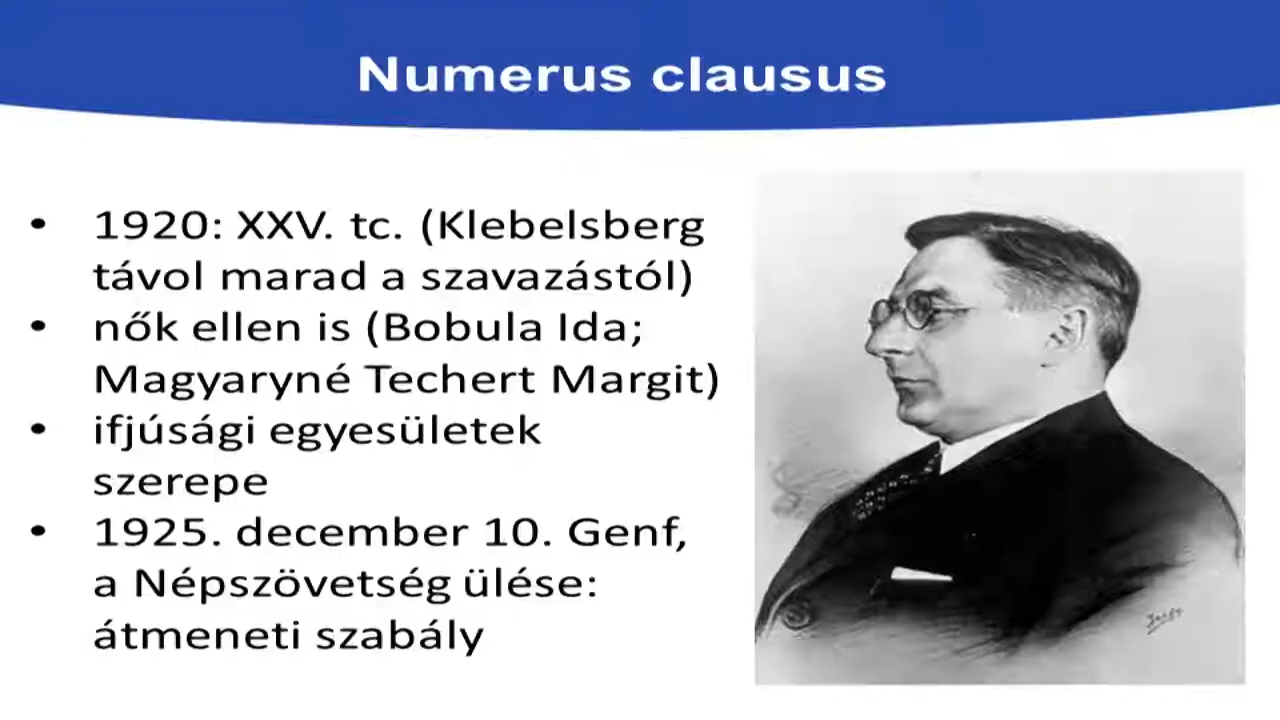 Numerus clausus
• 1920: XXV. tc. (Klebelsberg
távol marad a szavazástól)
• nők ellen is (Bobula Ida;
Magyaryné Techert Margit)
• ifjúsági egyesületek
szerepe
• 1925. december 10. Genf,
a Népszövetség ülése:
átmeneti szabály